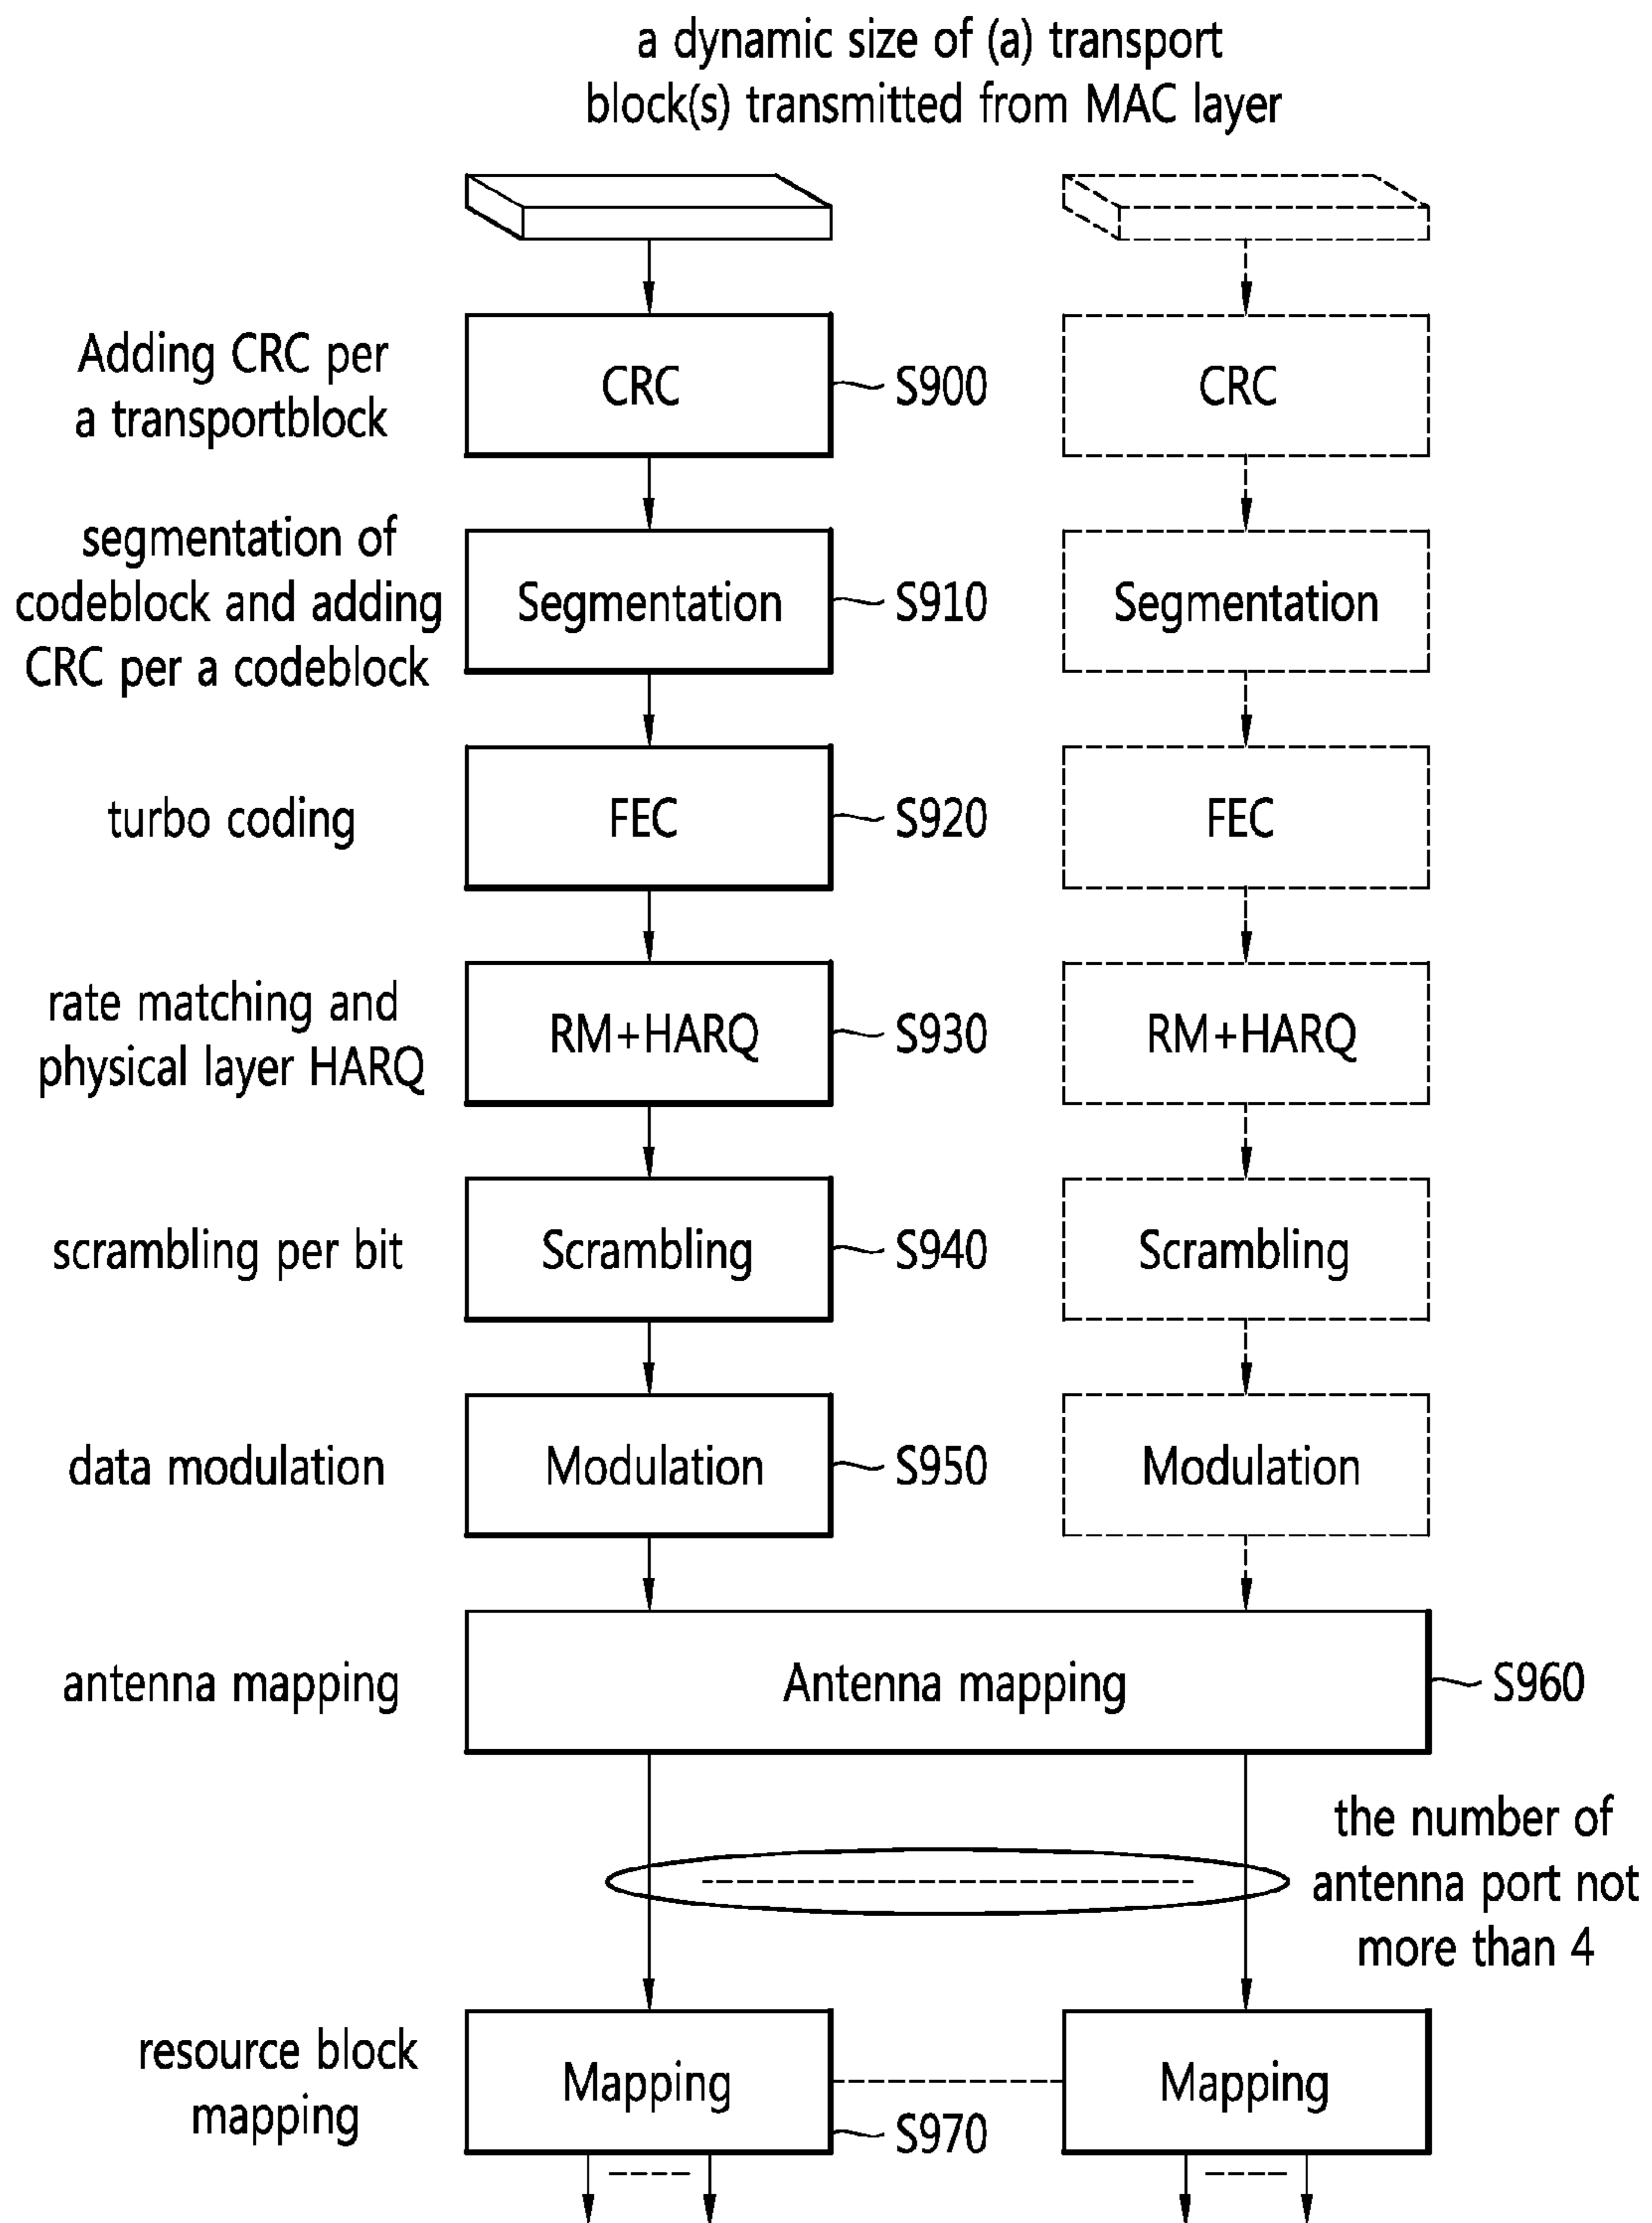 a dynamic size of (a) transport
block(s) transmitted from MAC layer
Adding CRC per
a transportblock
CRC
S900
CRC
segmentation of
codeblock and adding
CRC per a codeblock
Segmentation
S910
Segmentation
turbo coding
FEC
S920
FEC
rate matching and
physical layer HARQ
RM+HARQ
S930
RM+HARQ
scrambling per bit
Scrambling
S940
Scrambling
data modulation
Modulation
S950
Modulation
antenna mapping
Antenna mapping
S960
the number of
antenna port not
more than 4
resource block
mapping
Mapping
S970
Mapping